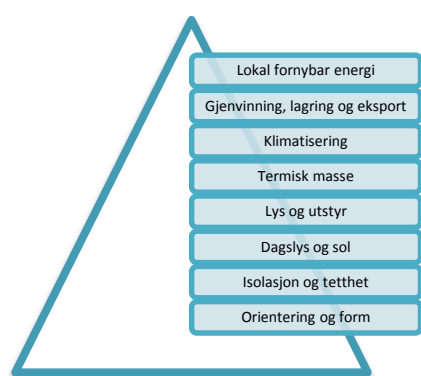 Lokal fornybar energi
Gjenvinning, lagring og eksport
Klimatisering
Termisk masse
Lys og utstyr
Dagslys og sol
Isolasjon og tetthet
Orientering og form